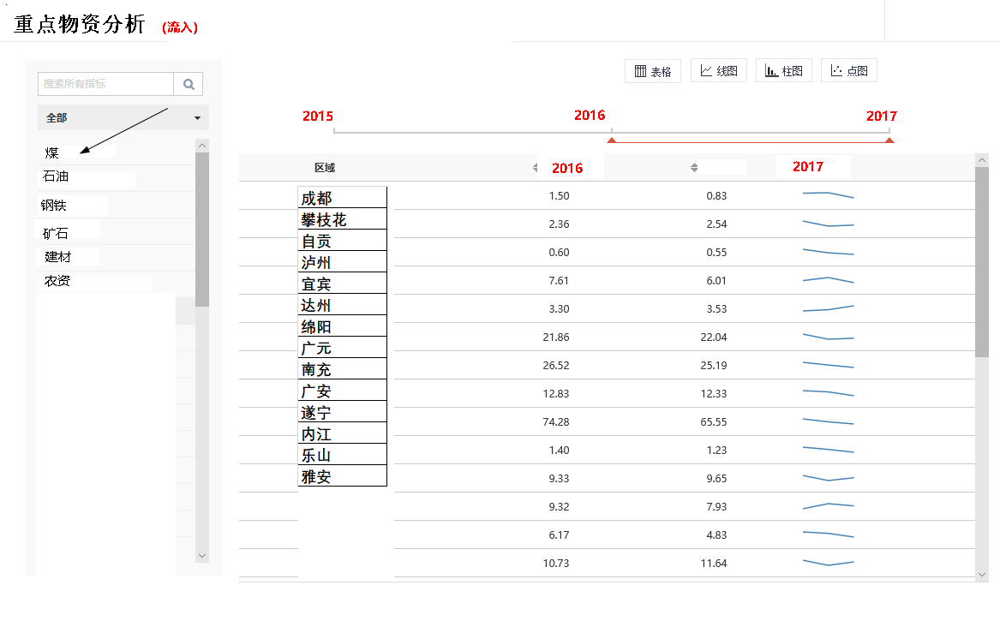 重点物资分析 (流入)
搜索所有指标
全部
煤
石油
钢铁
矿石
建材
农资
表格 线图 柱图 点图
2015 2016 2017
区域 2016 2017
成都 1.50 0.83
攀枝花 2.36 2.54
自贡 0.60 0.55
泸州 7.61 6.01
宜宾 3.30 3.53
达州 21.86 22.04
绵阳 26.52 25.19
广元 12.83 12.33
南充 74.28 65.55
广安 1.40 1.23
遂宁 9.33 9.65
内江 9.32 7.93
乐山 6.17 4.83
雅安 10.73 11.64